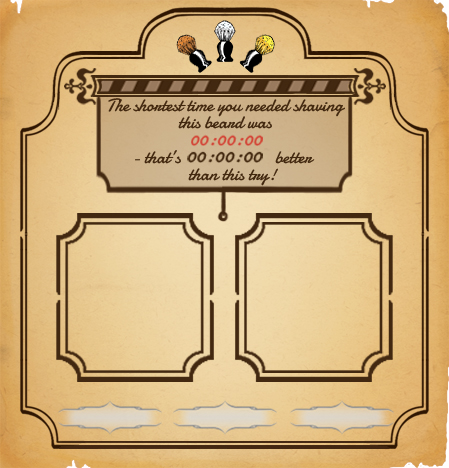 The shortest time you needed shaving
this beard was
00:00:00
- that's 00:00:00 better
than this try!